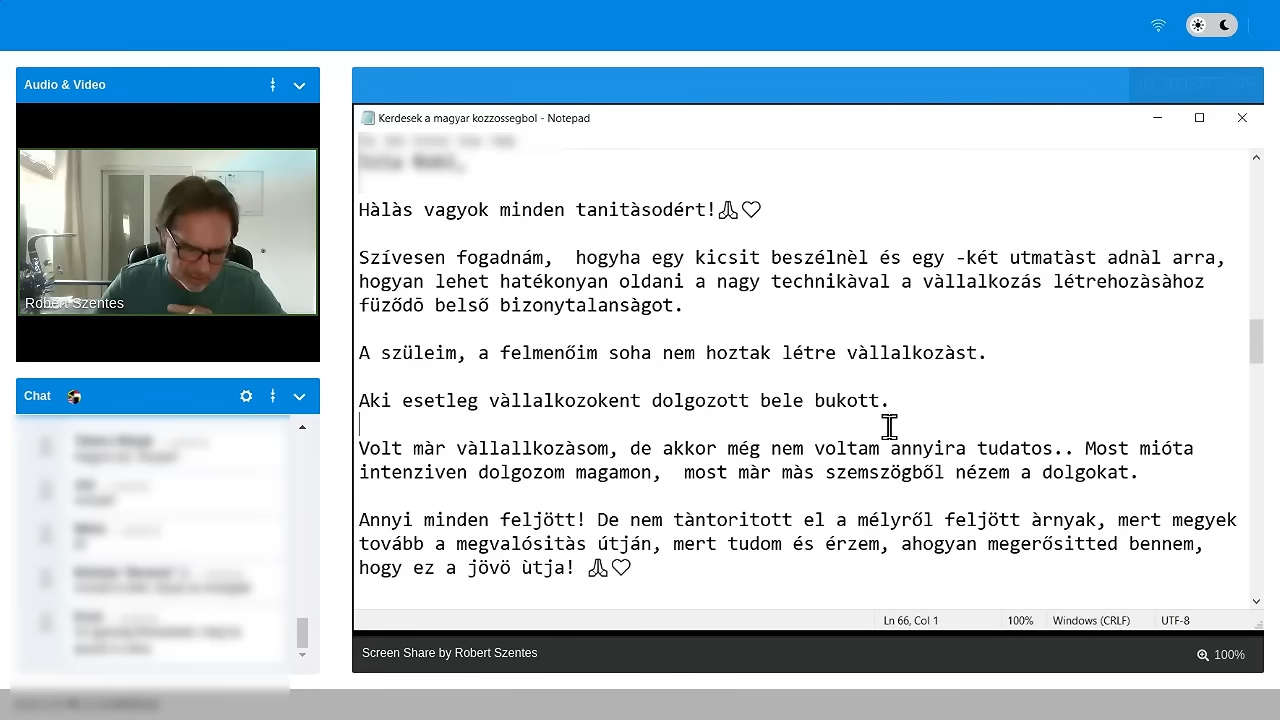 Audio & Video
Robert Szentes
Chat
Kerdesek a magyar kozzossegbol - Notepad
Hàlàs vagyok minden tanitàsodért!🙏♡
Szívesen fogadnám,  hogyha egy kicsit beszélnèl és egy -két utmatàst adnàl arra,
hogyan lehet hatékonyan oldani a nagy technikàval a vàllalkozás létrehozàsàhoz
füződō belső bizonytalanságot.
A szüleim, a felmenőim soha nem hoztak létre vàllalkozàst.
Aki esetleg vàllalkozokent dolgozott bele bukott.
Volt màr vàllallkozàsom, de akkor még nem voltam annyira tudatos.. Most mióta
intenziven dolgozom magamon,  most màr màs szemszögből nézem a dolgokat.
Annyi minden feljött! De nem tàntoritott el a mélyről feljött àrnyak, mert megyek
tovább a megvalósitàs útján, mert tudom és érzem, ahogyan megerősitted bennem,
hogy ez a jövö ùtja! 🙏♡
Ln 66, Col 1
100%
Windows (CRLF)
UTF-8
Screen Share by Robert Szentes
100%